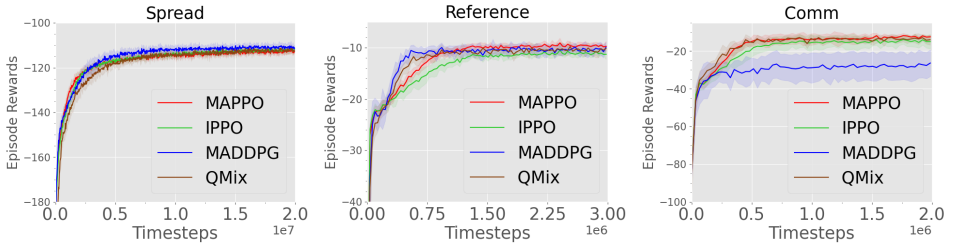 Spread
Episode Rewards
−100
−120
−140
−160
−180
MAPPO
IPPO
MADDPG
QMix
0.0 0.5 1.0 1.5 2.0
Timesteps 1e7
Reference
Episode Rewards
−10
−20
−30
−40
MAPPO
IPPO
MADDPG
QMix
0.00 0.75 1.50 2.25 3.00
Timesteps 1e6
Comm
Episode Rewards
−20
−40
−60
−80
−100
MAPPO
IPPO
MADDPG
QMix
0.0 0.5 1.0 1.5 2.0
Timesteps 1e6